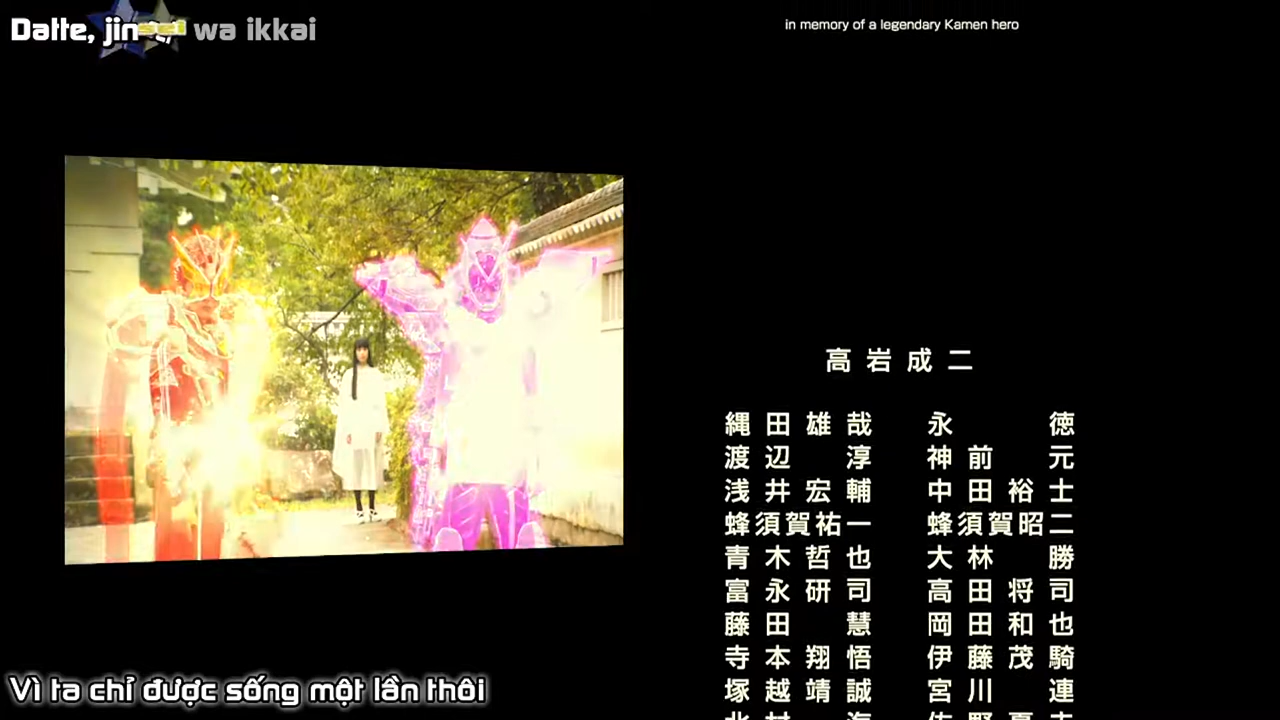 Datte, jinsei wa ikkai
in memory of a legendary Kamen hero
高岩成二
縄田雄哉 永徳
渡辺淳 神前元
浅井宏輔 中田裕士
蜂須賀祐一 蜂須賀昭二
青木哲也 大林勝
富永研司 高田将司
藤田慧 岡田和也
寺本翔悟 伊藤茂騎
塚越靖誠 宮川連
Vì ta chỉ được sống một lần thôi